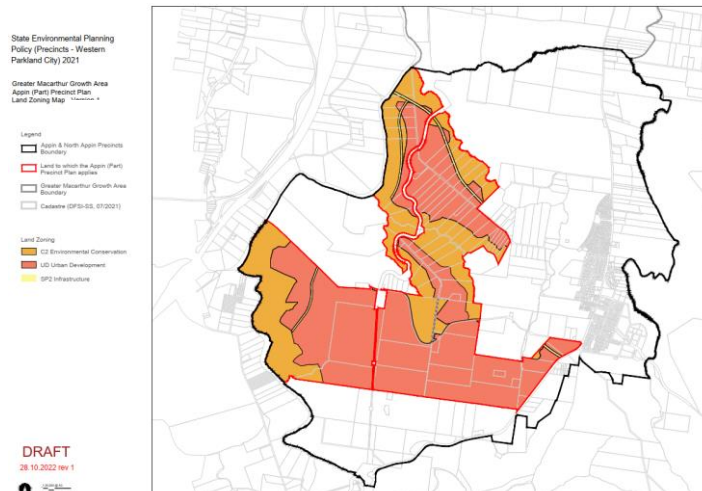 State Environmental Planning
Policy (Precincts - Western
Parkland City) 2021
Greater Macarthur Growth Area
Appin (Part) Precinct Plan
Land Zoning Map
Legend
Appin & North Appin Precincts
Boundary
Land to which the Appin (Part)
Precinct Plan applies
Greater Macarthur Growth Area
Boundary
Cadastre (DFSI-SS, 07/2021)
Land Zoning
C2 Environmental Conservation
UD Urban Development
SP2 Infrastructure
DRAFT
28.10.2022 rev 1